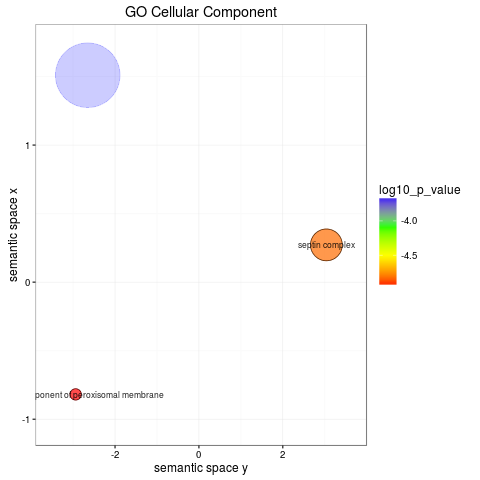 GO Cellular Component
log10_p_value
-4.0
-4.5
semantic space x
1
0
-1
septin complex
ponent of peroxisomal membrane
-2
0
2
semantic space y